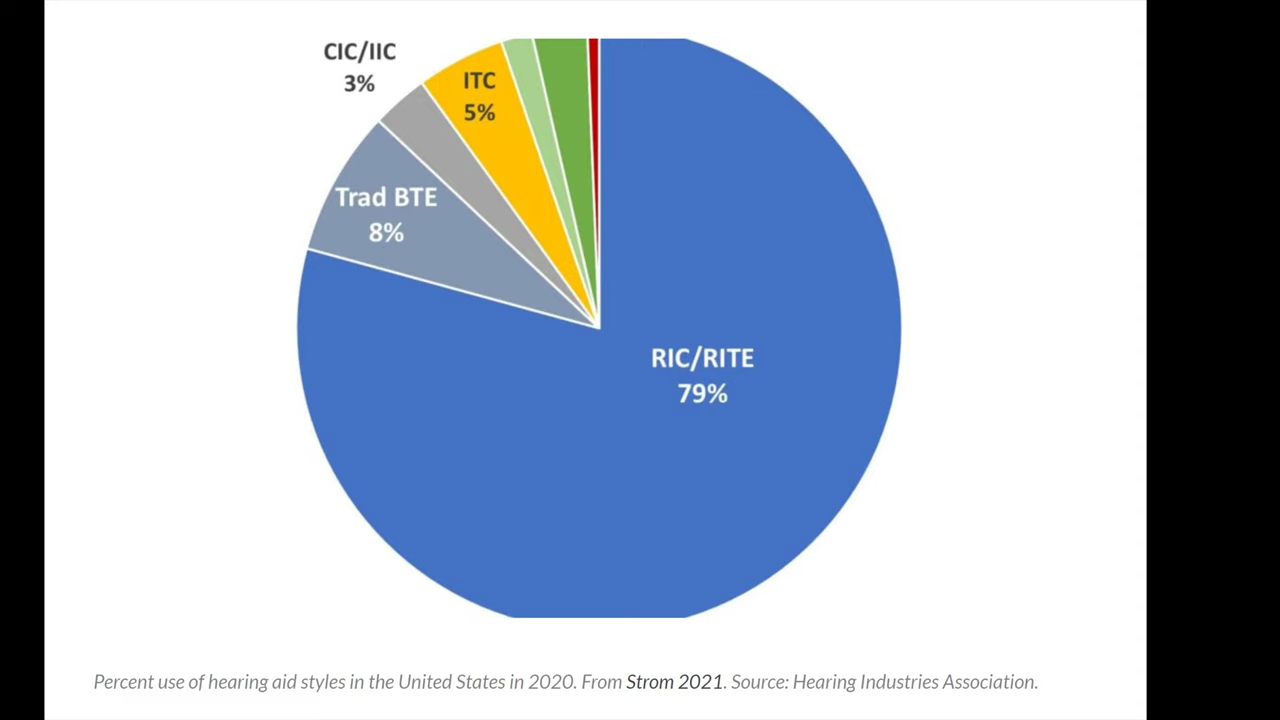 CIC/IIC
3%
ITC
5%
Trad BTE
8%
RIC/RITE
79%
Percent use of hearing aid styles in the United States in 2020. From Strom 2021. Source: Hearing Industries Association.